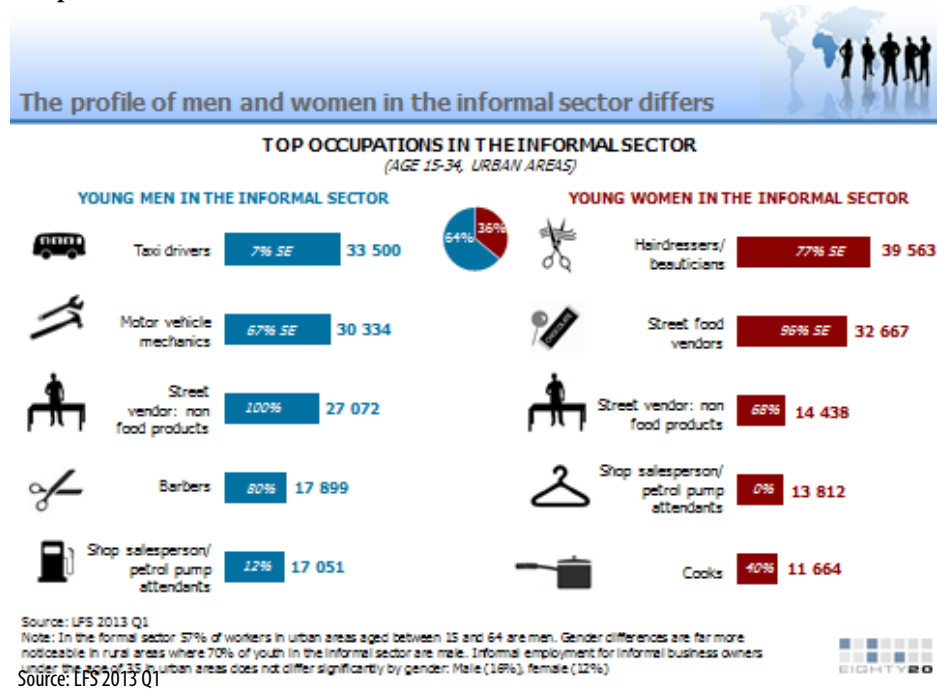 The profile of men and women in the informal sector differs
TOP OCCUPATIONS IN THE INFORMAL SECTOR
(AGE 15-34, URBAN AREAS)
YOUNG MEN IN THE INFORMAL SECTOR
64%
36%
YOUNG WOMEN IN THE INFORMAL SECTOR
Taxi drivers
7% SE
33 500
Motor vehicle
mechanics
67% SE
30 334
Street
vendor: non
food products
100%
27 072
Barbers
80%
17 899
Shop salesperson/
petrol pump
attendants
12%
17 051
Hairdressers/
beauticians
77% SE
39 563
CHOCOLATE
Street food
vendors
96% SE
32 667
Street vendor: non
food products
68%
14 438
Shop salesperson/
petrol pump
attendants
0%
13 812
Cooks
40%
11 664
Source: LFS 2013 Q1
Note: In the formal sector 57% of workers in urban areas aged between 15 and 64 are men. Gender differences are far more
noticeable in rural areas where 70% of youth in the informal sector are male. Informal employment for informal business owners
under the age of 35 in urban areas does not differ significantly by gender: Male (16%), female (12%)
Source: LFS 2013 Q1
EIGHTY20